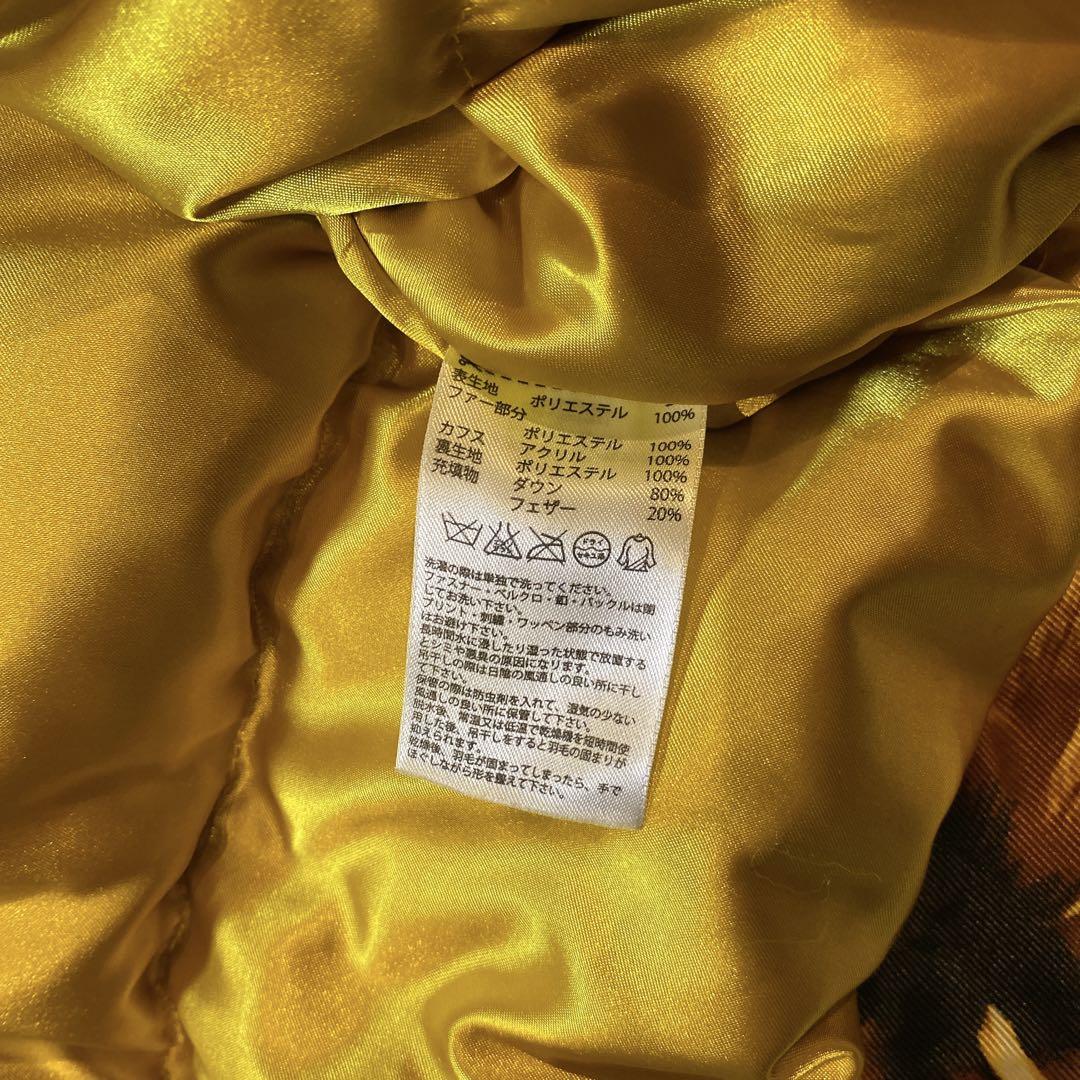 表生地 ポリエステル 100%
ファー部分
ポリエステル 100%
カフス アクリル 100%
裏生地 ポリエステル 100%
充填物 ダウン 80%
フェザー 20%
ドライ
セキユ系
洗濯の際は単独で洗ってください。
ファスナー・ベルクロ・釦・バックルは閉
じてお洗い下さい。
プリント・刺繍・ワッペン部分のもみ洗い
はお避け下さい。
長時間水に浸したり湿った状態で放置する
とシミや悪臭の原因になります。
吊干しの際は日陰の風通しの良い所に干し
て下さい。
保管の際は防虫剤を入れて、湿気の少ない
風通しの良い所に保管して下さい。
脱水後、常温又は低温で乾燥機を短時間使
用した後、吊干しをすると羽毛の固まりが
抑えられます。
乾燥後、羽毛が固まってしまったら、手で
ほぐしながら形を整えて下さい。